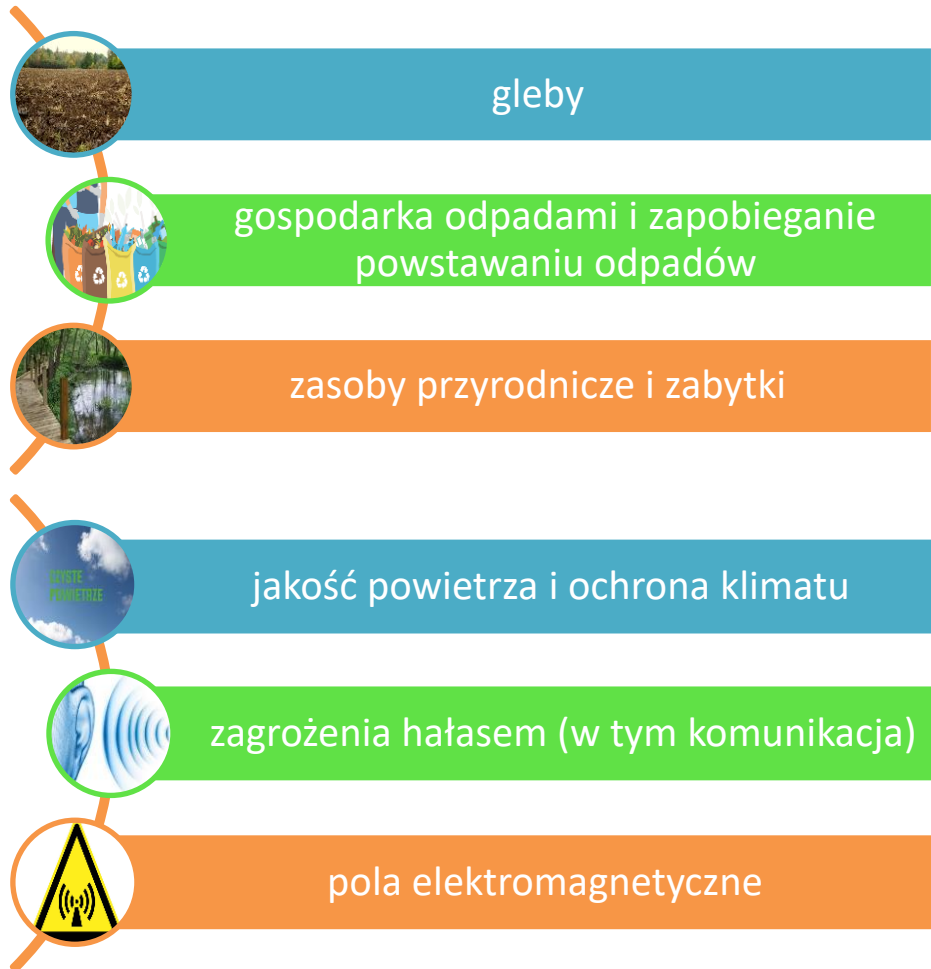 gleby
gospodarka odpadami i zapobieganie
powstawaniu odpadów
zasoby przyrodnicze i zabytki
CZYSTE
POWIETRZE
jakość powietrza i ochrona klimatu
zagrożenia hałasem (w tym komunikacja)
pola elektromagnetyczne